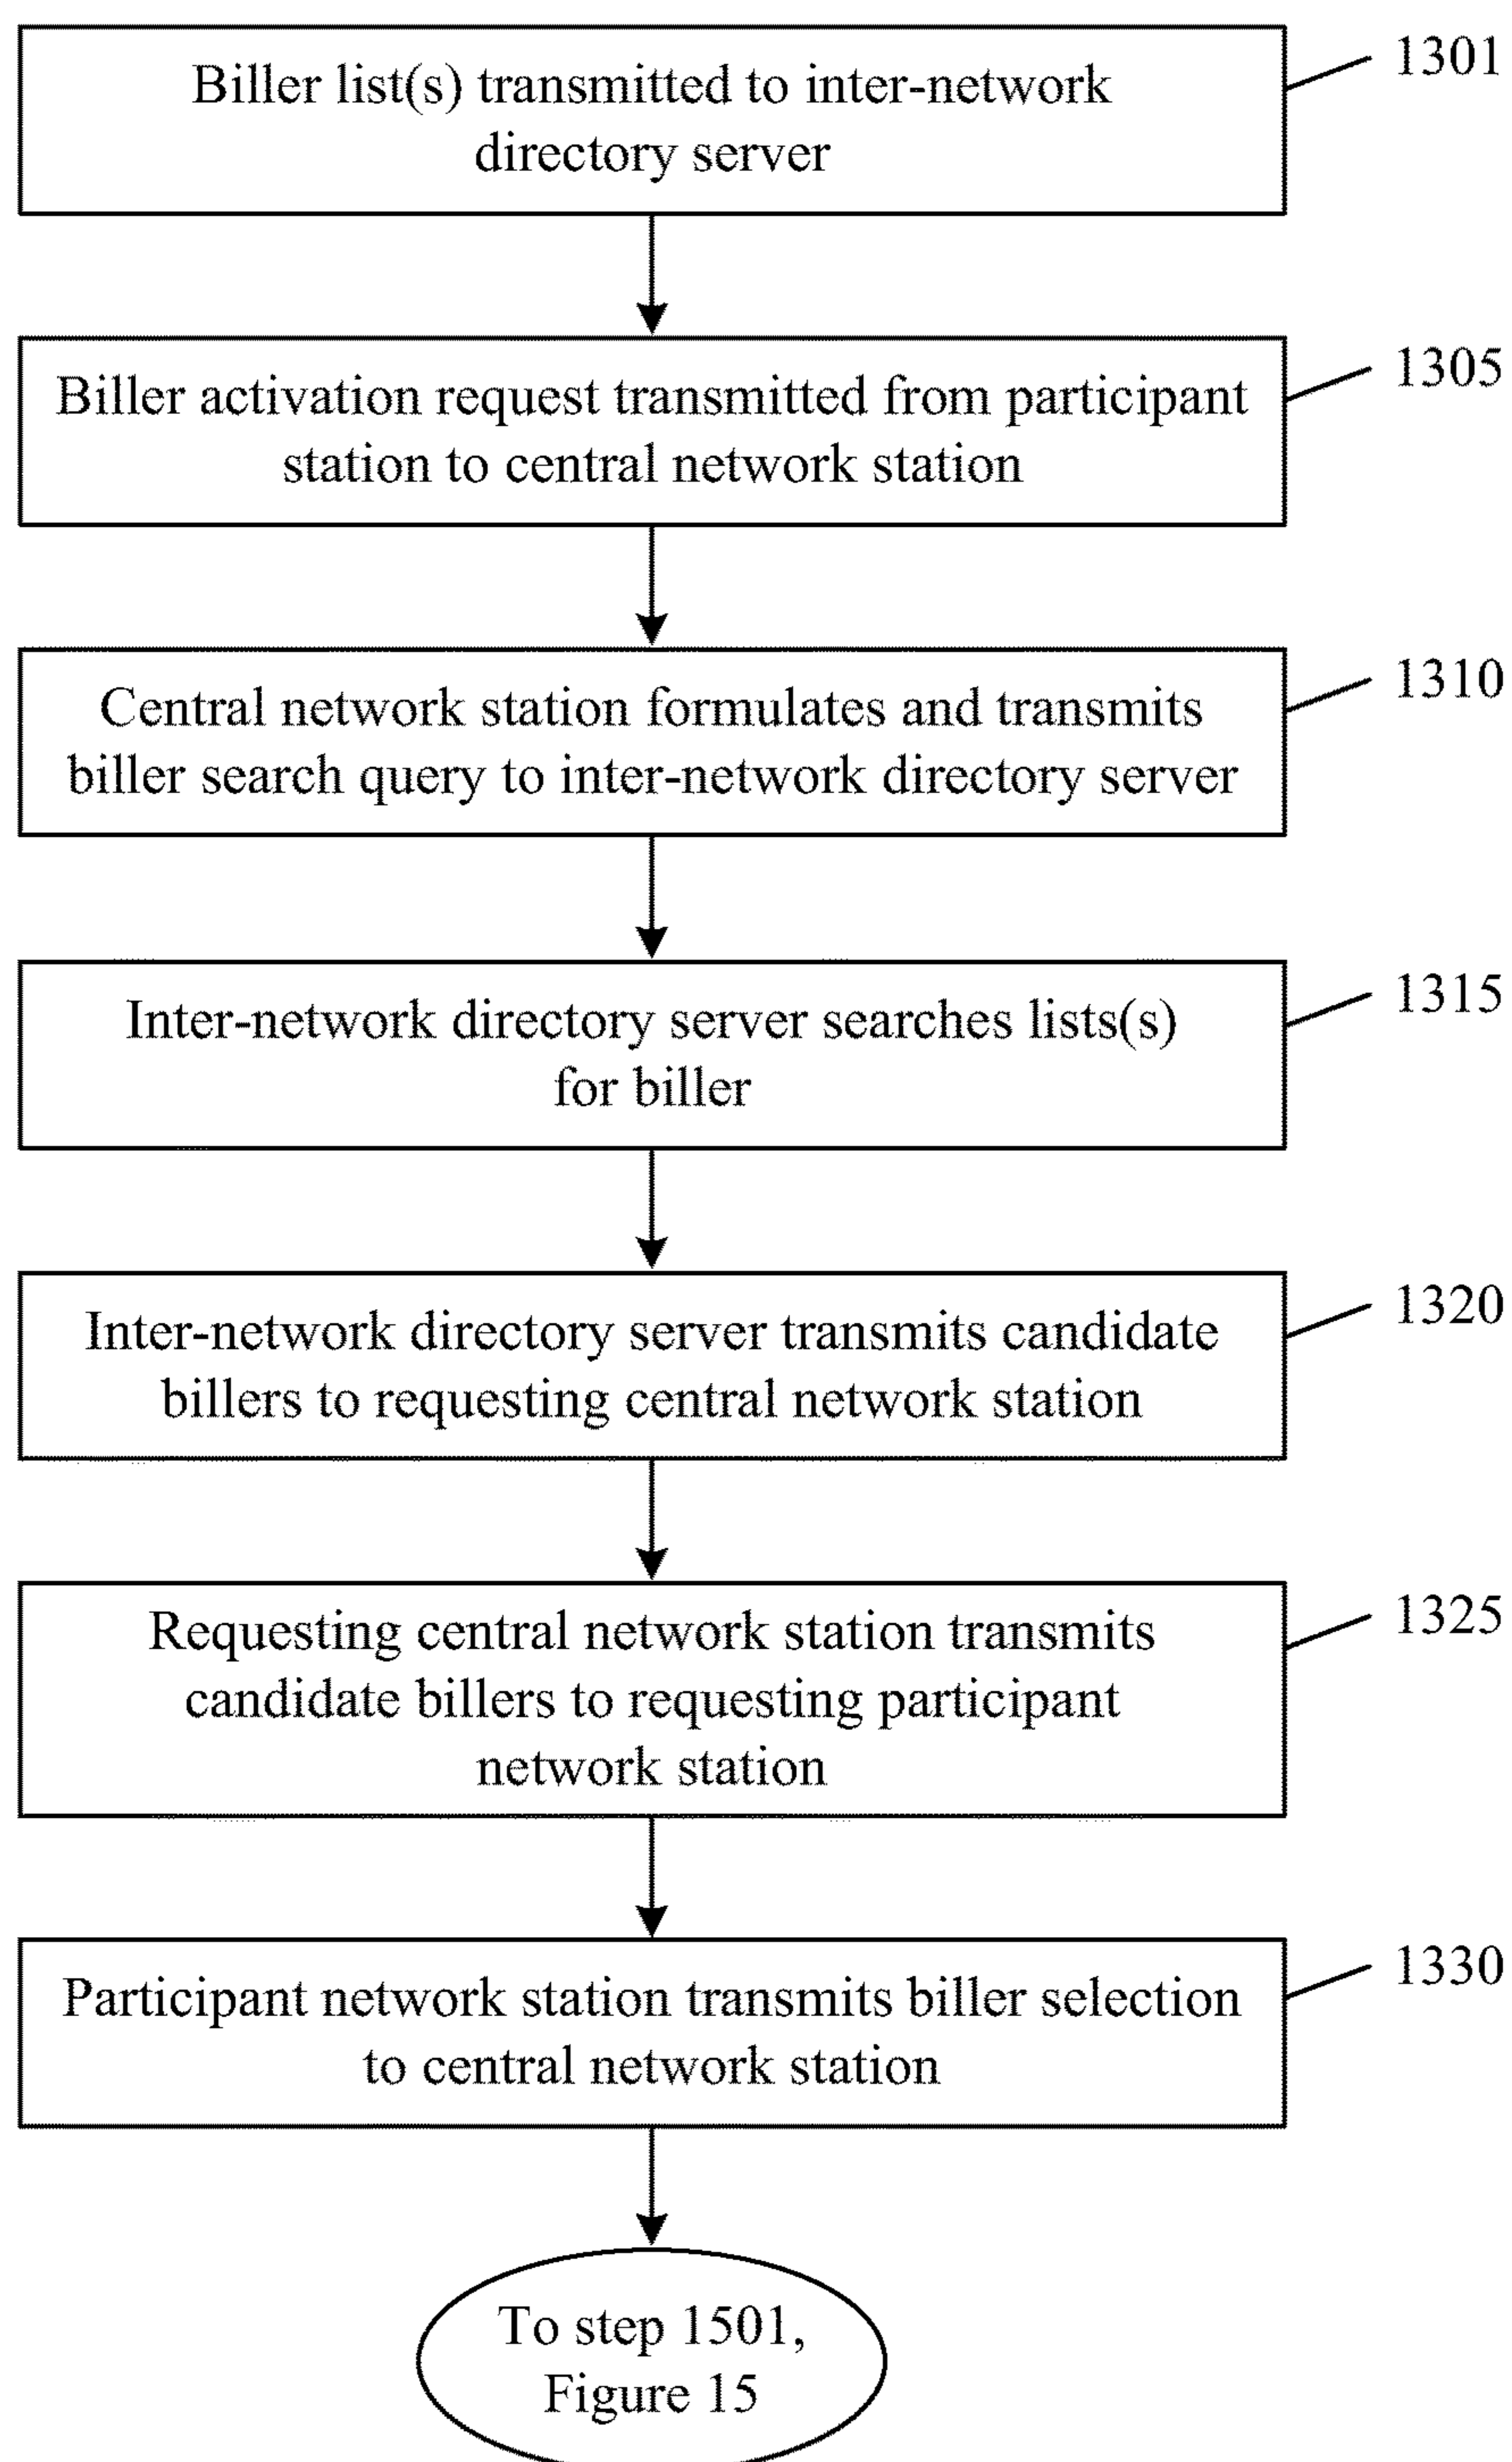 Biller list(s) transmitted to inter-network
directory server
1301
Biller activation request transmitted from participant
station to central network station
1305
Central network station formulates and transmits
biller search query to inter-network directory server
1310
Inter-network directory server searches lists(s)
for biller
1315
Inter-network directory server transmits candidate
billers to requesting central network station
1320
Requesting central network station transmits
candidate billers to requesting participant
network station
1325
Participant network station transmits biller selection
to central network station
1330
To step 1501,
Figure 15